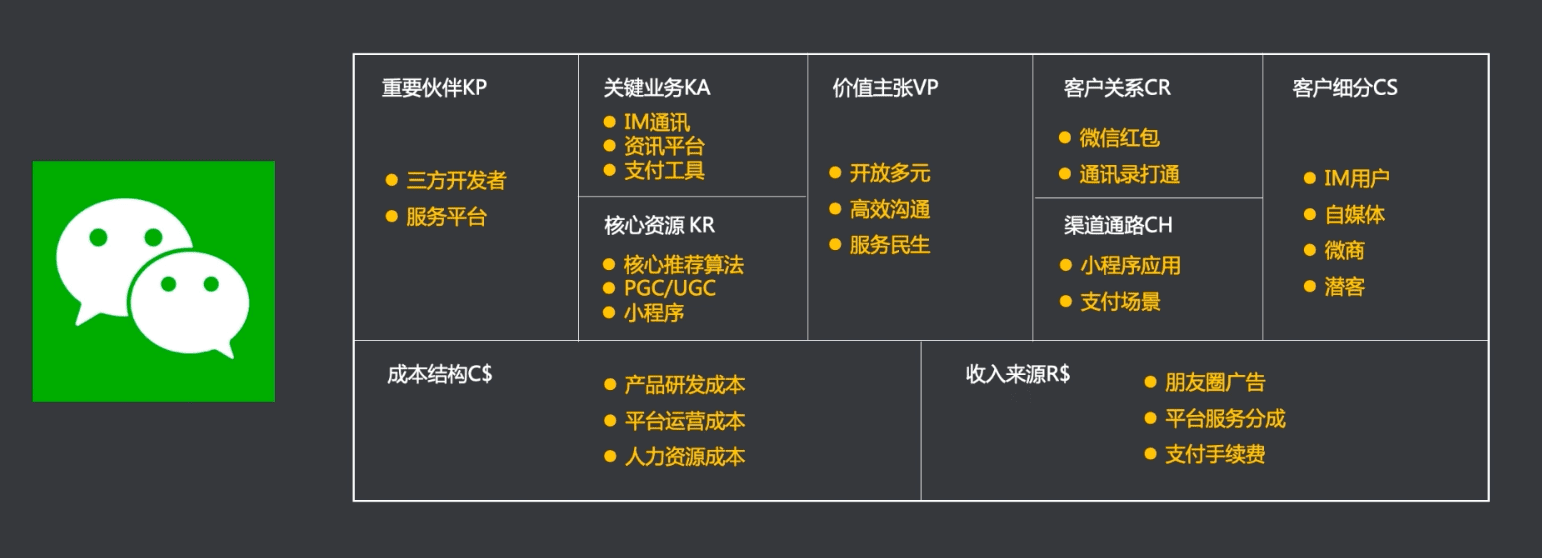 重要伙伴KP
三方开发者
服务平台
关键业务KA
IM通讯
资讯平台
支付工具
核心资源 KR
核心推荐算法
PGC/UGC
小程序
价值主张VP
开放多元
高效沟通
服务民生
客户关系CR
微信红包
通讯录打通
渠道通路CH
小程序应用
支付场景
客户细分CS
IM用户
自媒体
微商
潜客
成本结构C$
产品研发成本
平台运营成本
人力资源成本
收入来源R$
朋友圈广告
平台服务分成
支付手续费